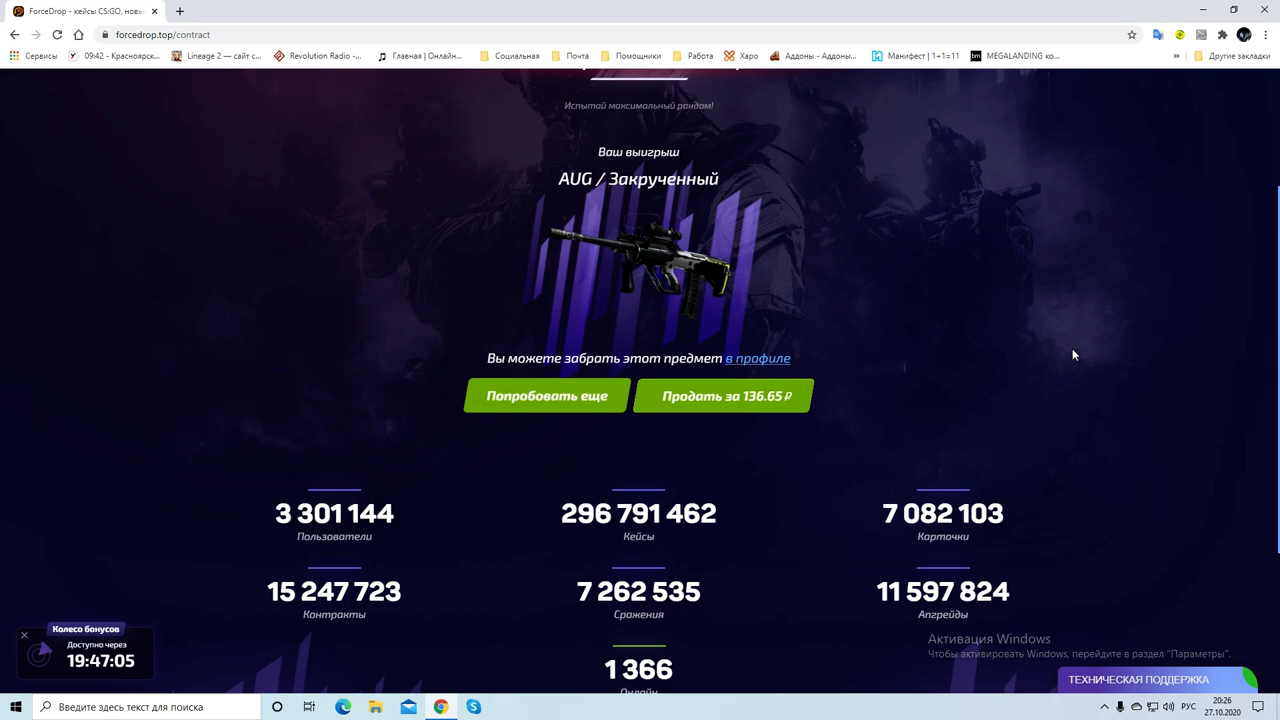 ForceDrop - кейсы CS:GO, новы
forcedrop.top/contract
Сервисы
09:42 - Красноярск...
Lineage 2 — сайт с...
Revolution Radio -...
Главная | Онлайн...
Социальная
Почта
Помощники
Работа
Харо
Аддоны - Аддоны...
Манифест | 1+1=11
MEGALANDING ко...
»
Другие закладки
Испытай максимальный рандом!
Ваш выигрыш
AUG / Закрученный
Вы можете забрать этот предмет в профиле
Попробовать еще
Продать за 136.65 ₽
3 301 144
296 791 462
7 082 103
Пользователи
Кейсы
Карточки
15 247 723
7 262 535
11 597 824
Контракты
Сражения
Апгрейды
Колесо бонусов
Доступно через
19:47:05
1 366
Онлайн
Активация Windows
Чтобы активировать Windows, перейдите в раздел "Параметры".
ТЕХНИЧЕСКАЯ ПОДДЕРЖКА
Введите здесь текст для поиска
РУС
20:26
27.10.2020